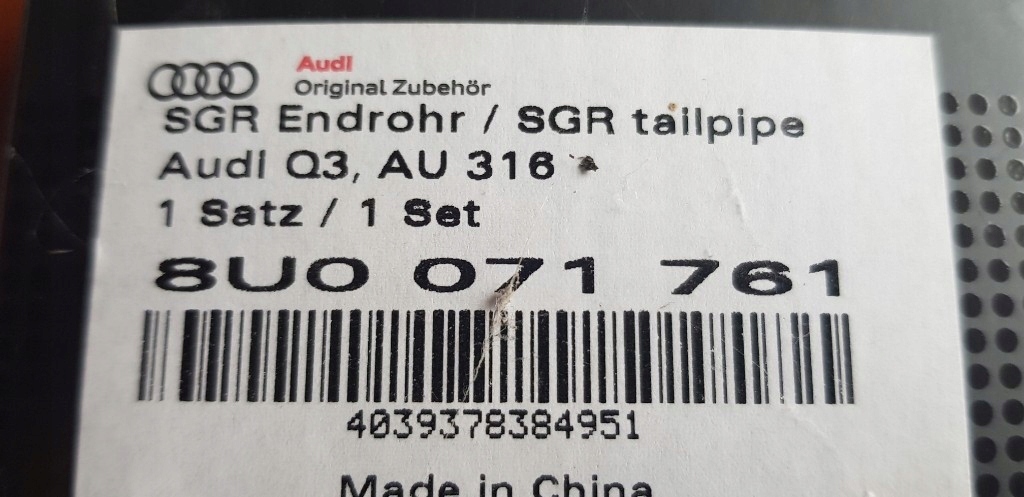 Audi
Original Zubehör
SGR Endrohr / SGR tailpipe
Audi Q3, AU 316
1 Satz / 1 Set
8U0 071 761
4039378384951
Made in China